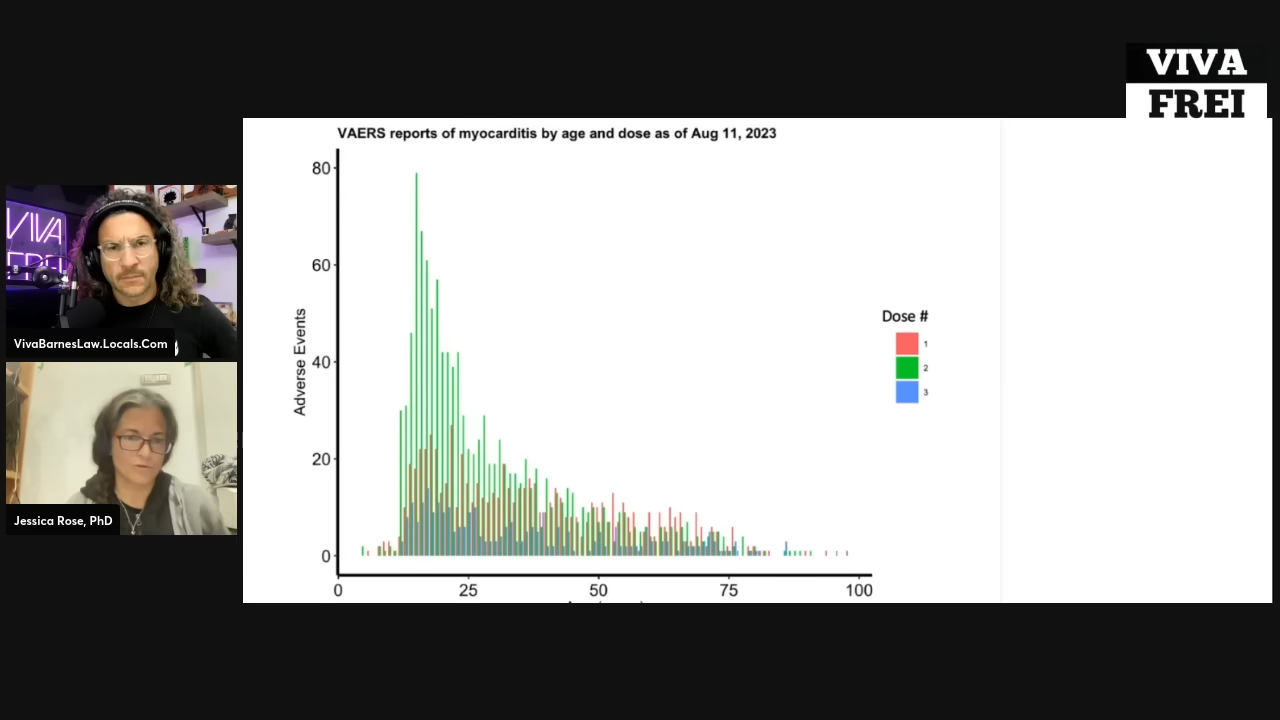 VIVA
FREI
VAERS reports of myocarditis by age and dose as of Aug 11, 2023
80
60
40
20
0
Adverse Events
0 25 50 75 100
Dose #
1
2
3
VIVA
VivaBarnesLaw.Locals.Com
Jessica Rose, PhD